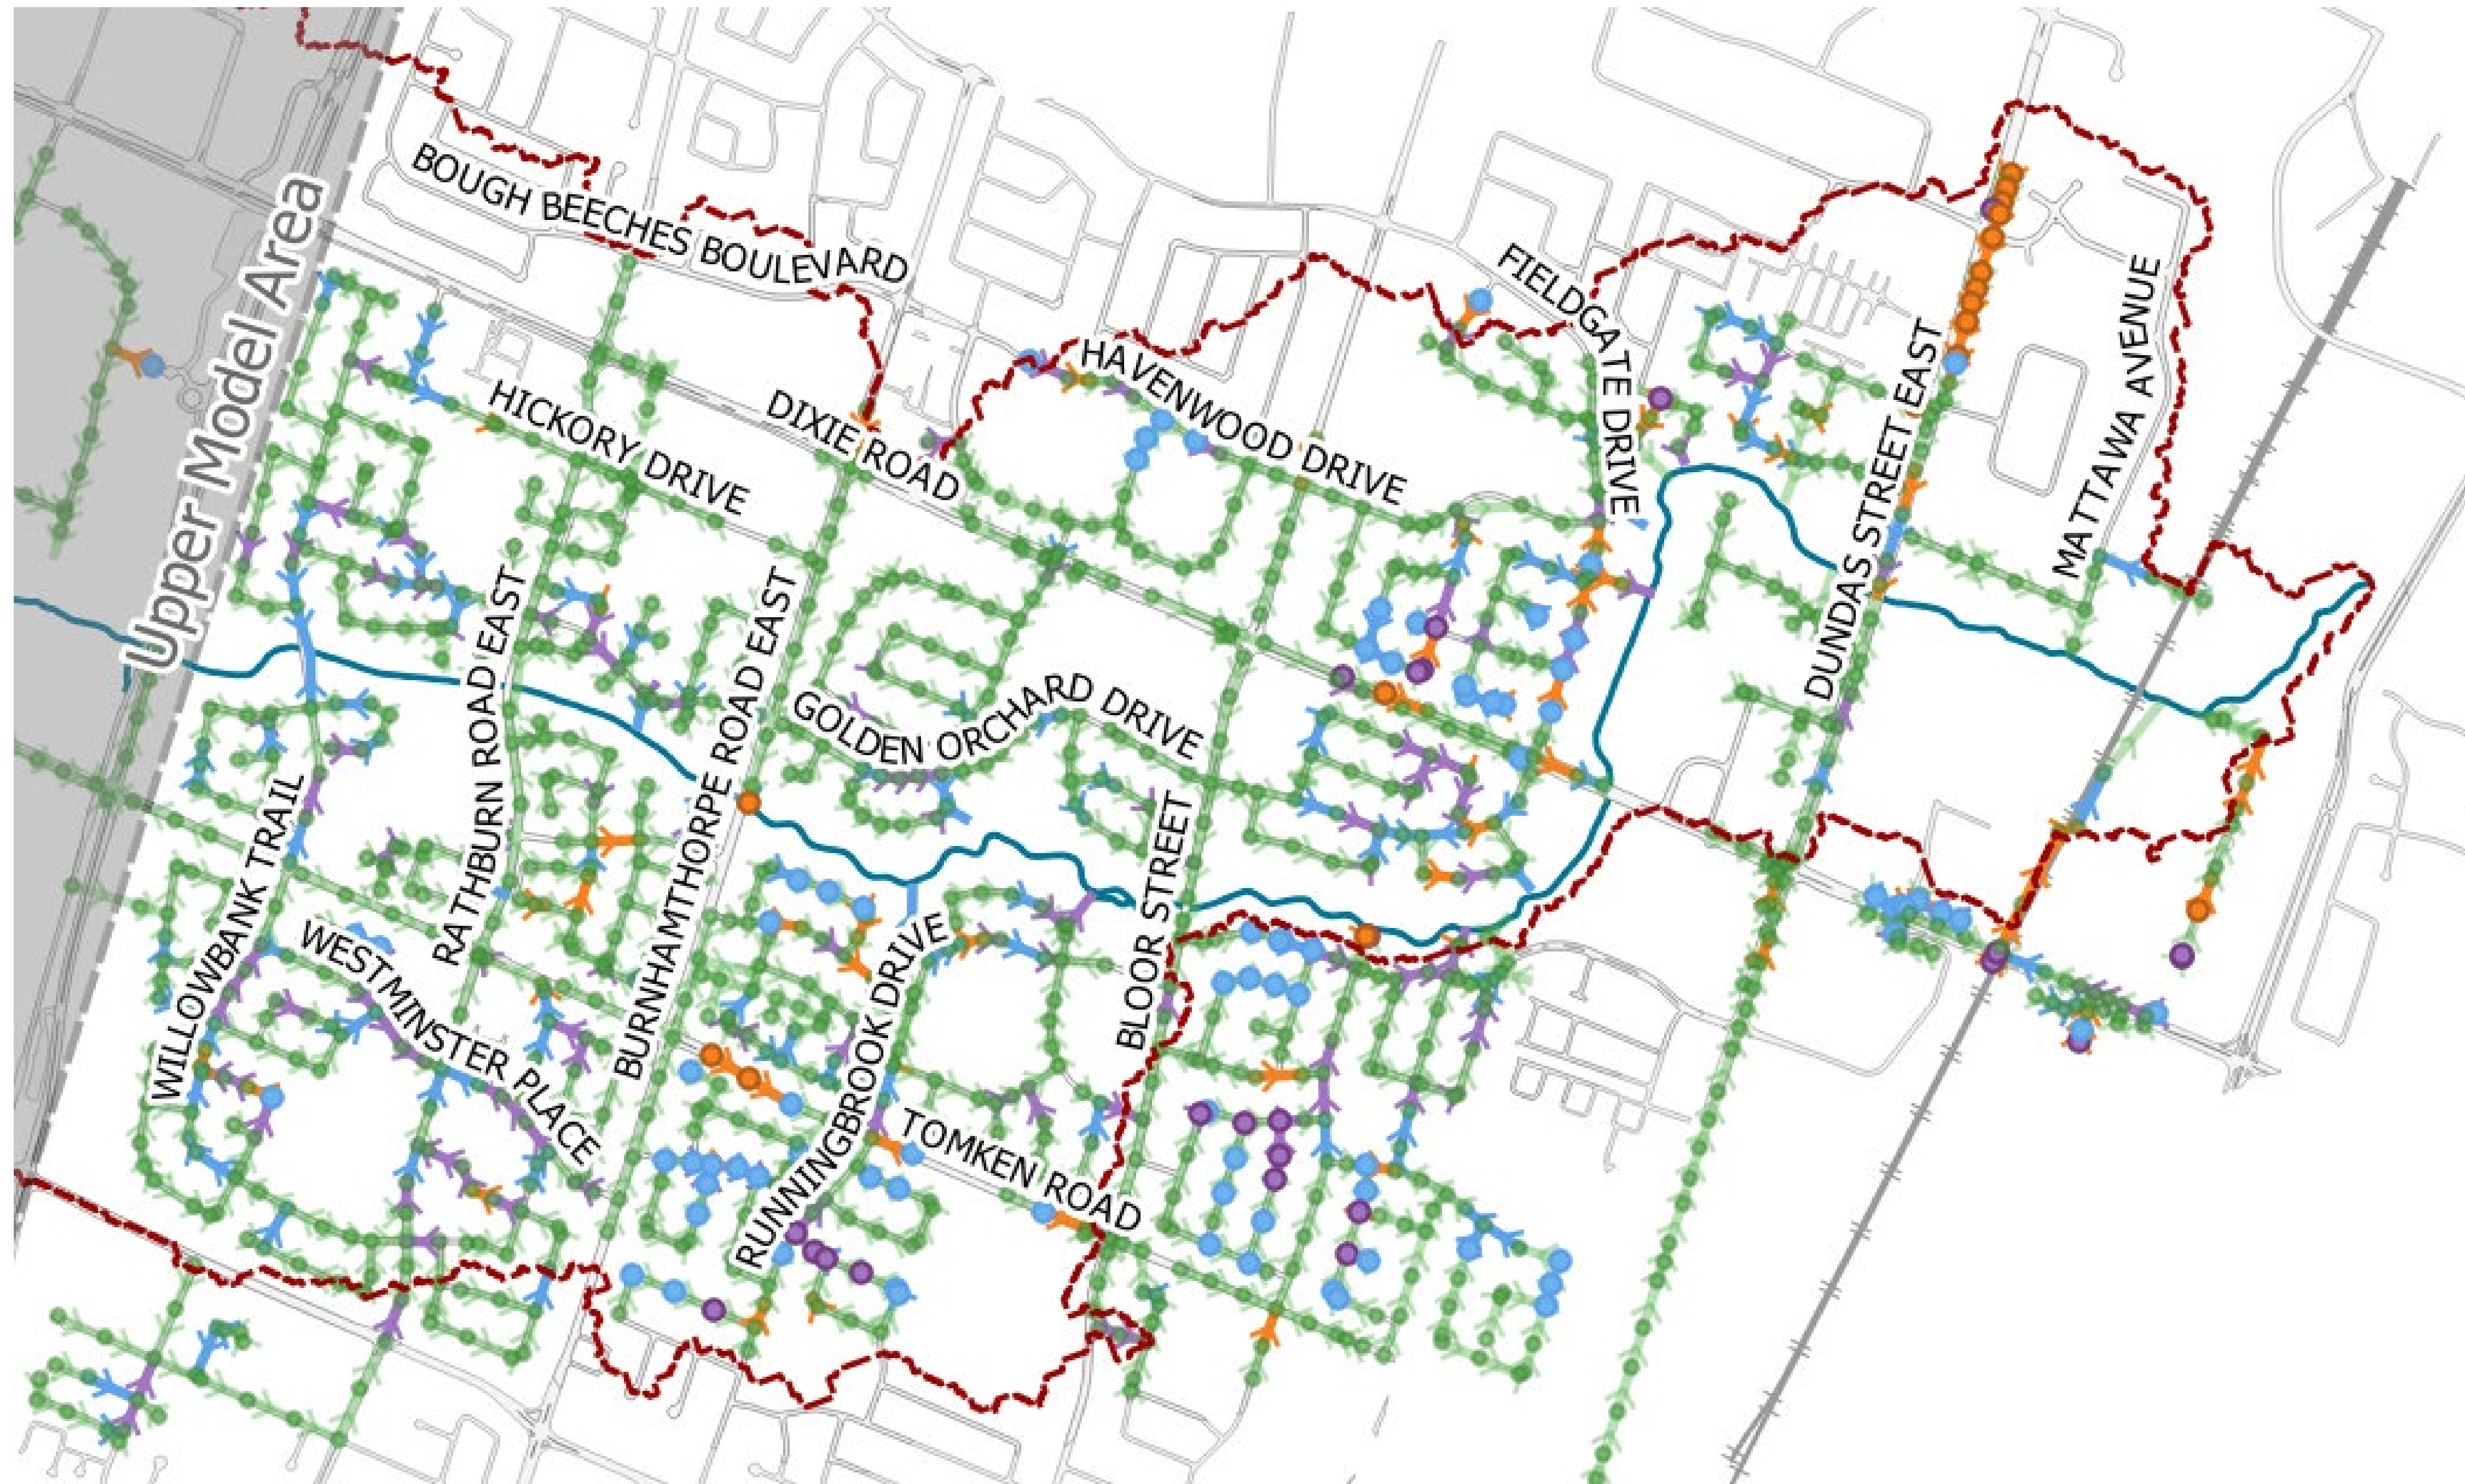 BOUGH BEECHES BOULEVARD
Upper Model Area
FIELDGATE DRIVE
HAVENWOOD DRIVE
MATTAWA AVENUE
DUNDAS STREET EAST
HICKORY DRIVE
DIXIE ROAD
RATHBURN ROAD EAST
BURNHAMTHORPE ROAD EAST
GOLDEN ORCHARD DRIVE
WILLOWBANK TRAIL
WESTMINSTER PLACE
BLOOR STREET
RUNNINGBROOK DRIVE
TOMKEN ROAD